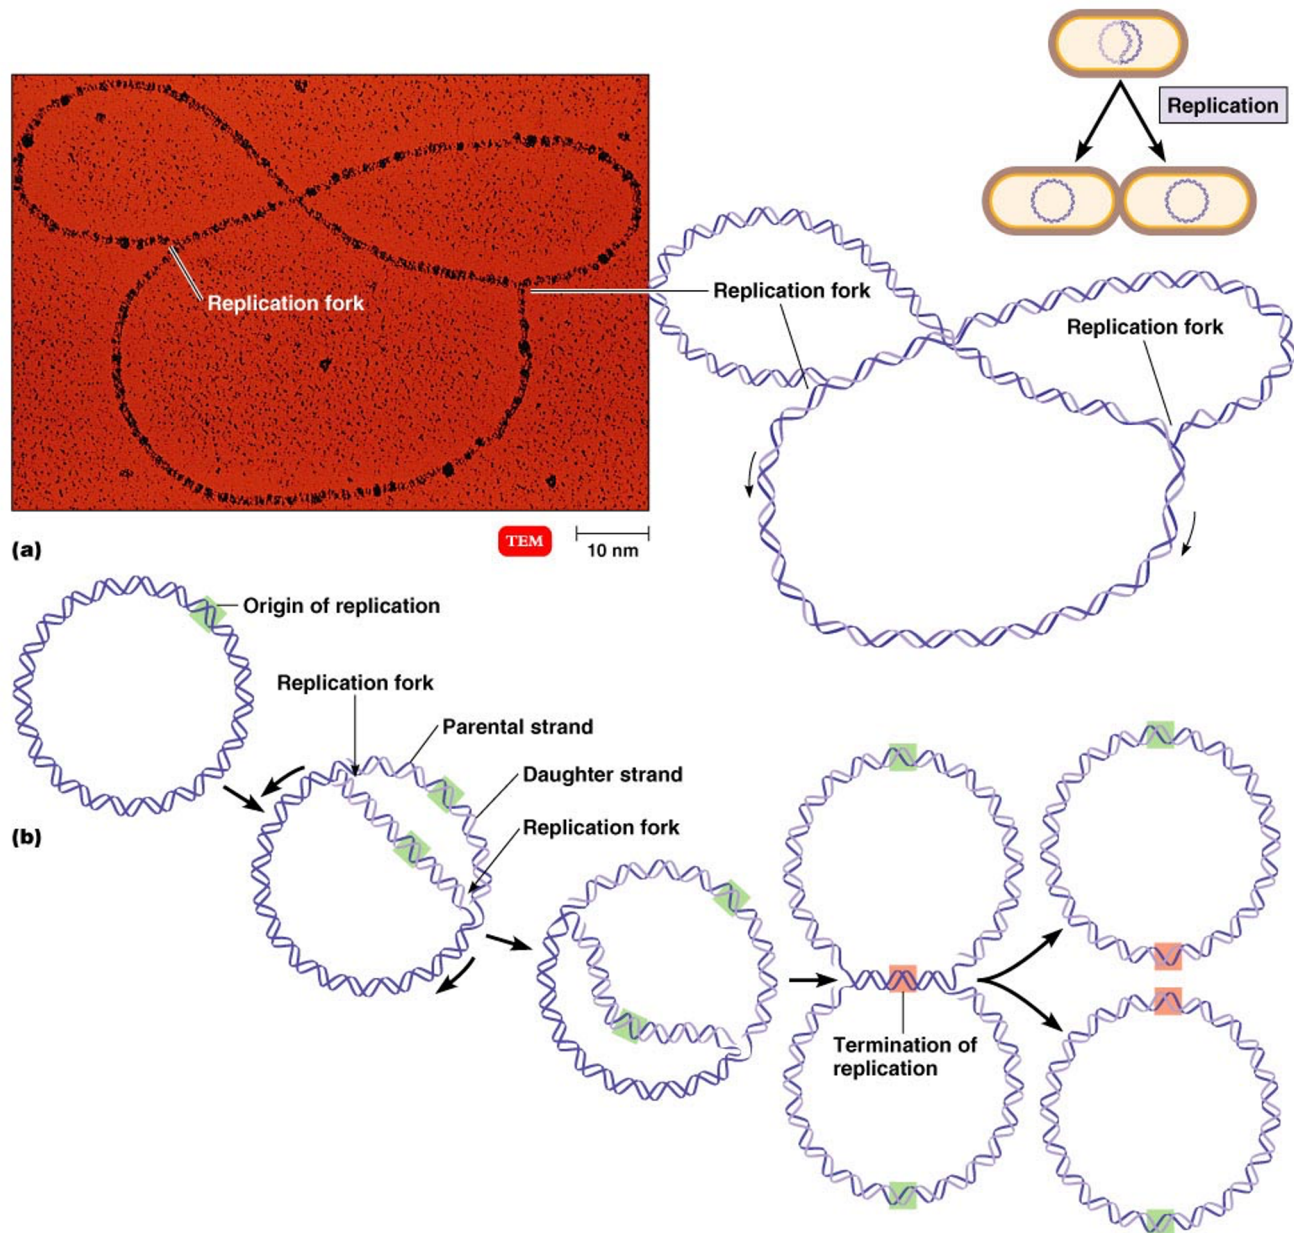 Replication
Replication fork
Replication fork
Replication fork
TEM
10 nm
(a)
Origin of replication
Replication fork
Parental strand
Daughter strand
Replication fork
(b)
Termination of
replication